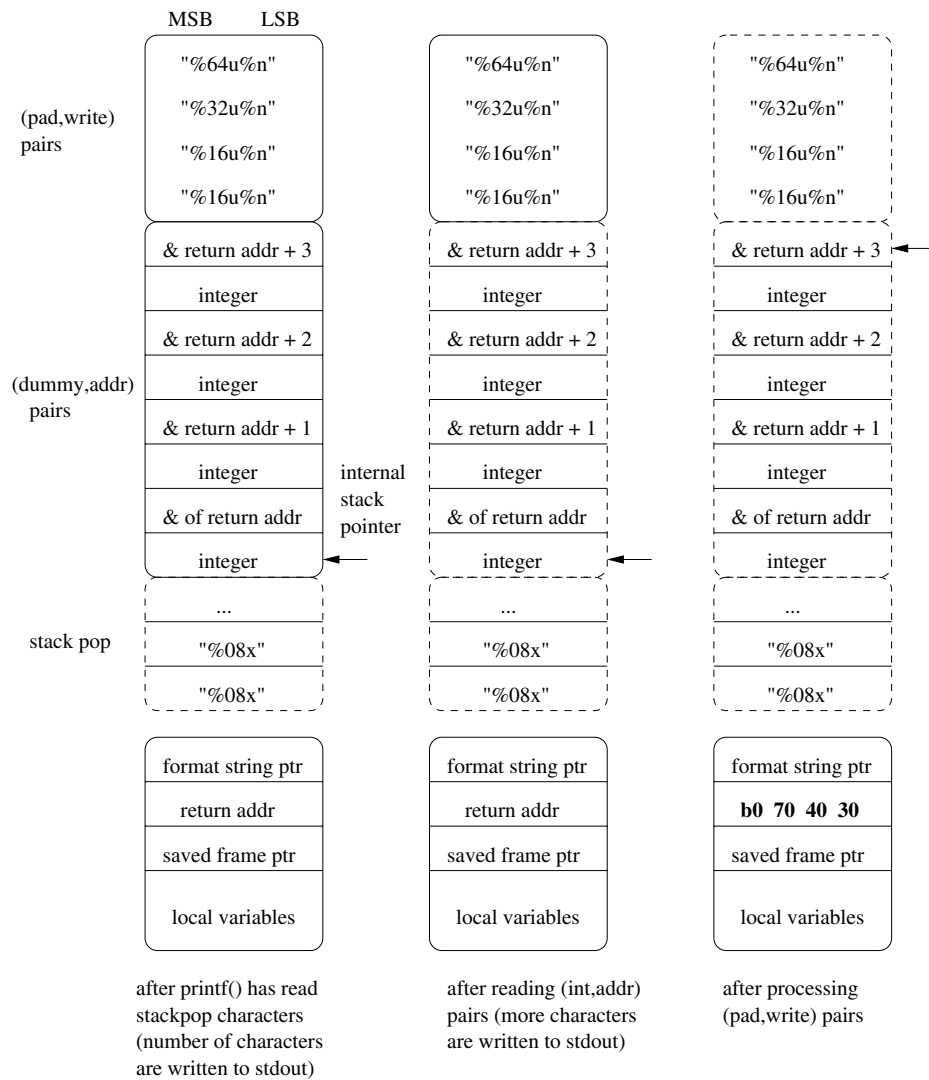 MSB LSB
(pad,write)
pairs
"%64u%n"
"%32u%n"
"%16u%n"
"%16u%n"
(dummy,addr)
pairs
& return addr + 3
integer
& return addr + 2
integer
& return addr + 1
integer
& of return addr
integer
internal
stack
pointer
stack pop
...
"%08x"
"%08x"
format string ptr
return addr
saved frame ptr
local variables
after printf() has read
stackpop characters
(number of characters
are written to stdout)
"%64u%n"
"%32u%n"
"%16u%n"
"%16u%n"
& return addr + 3
integer
& return addr + 2
integer
& return addr + 1
integer
& of return addr
integer
...
"%08x"
"%08x"
format string ptr
return addr
saved frame ptr
local variables
after reading (int,addr)
pairs (more characters
are written to stdout)
"%64u%n"
"%32u%n"
"%16u%n"
"%16u%n"
& return addr + 3
integer
& return addr + 2
integer
& return addr + 1
integer
& of return addr
integer
...
"%08x"
"%08x"
format string ptr
b0 70 40 30
saved frame ptr
local variables
after processing
(pad,write) pairs